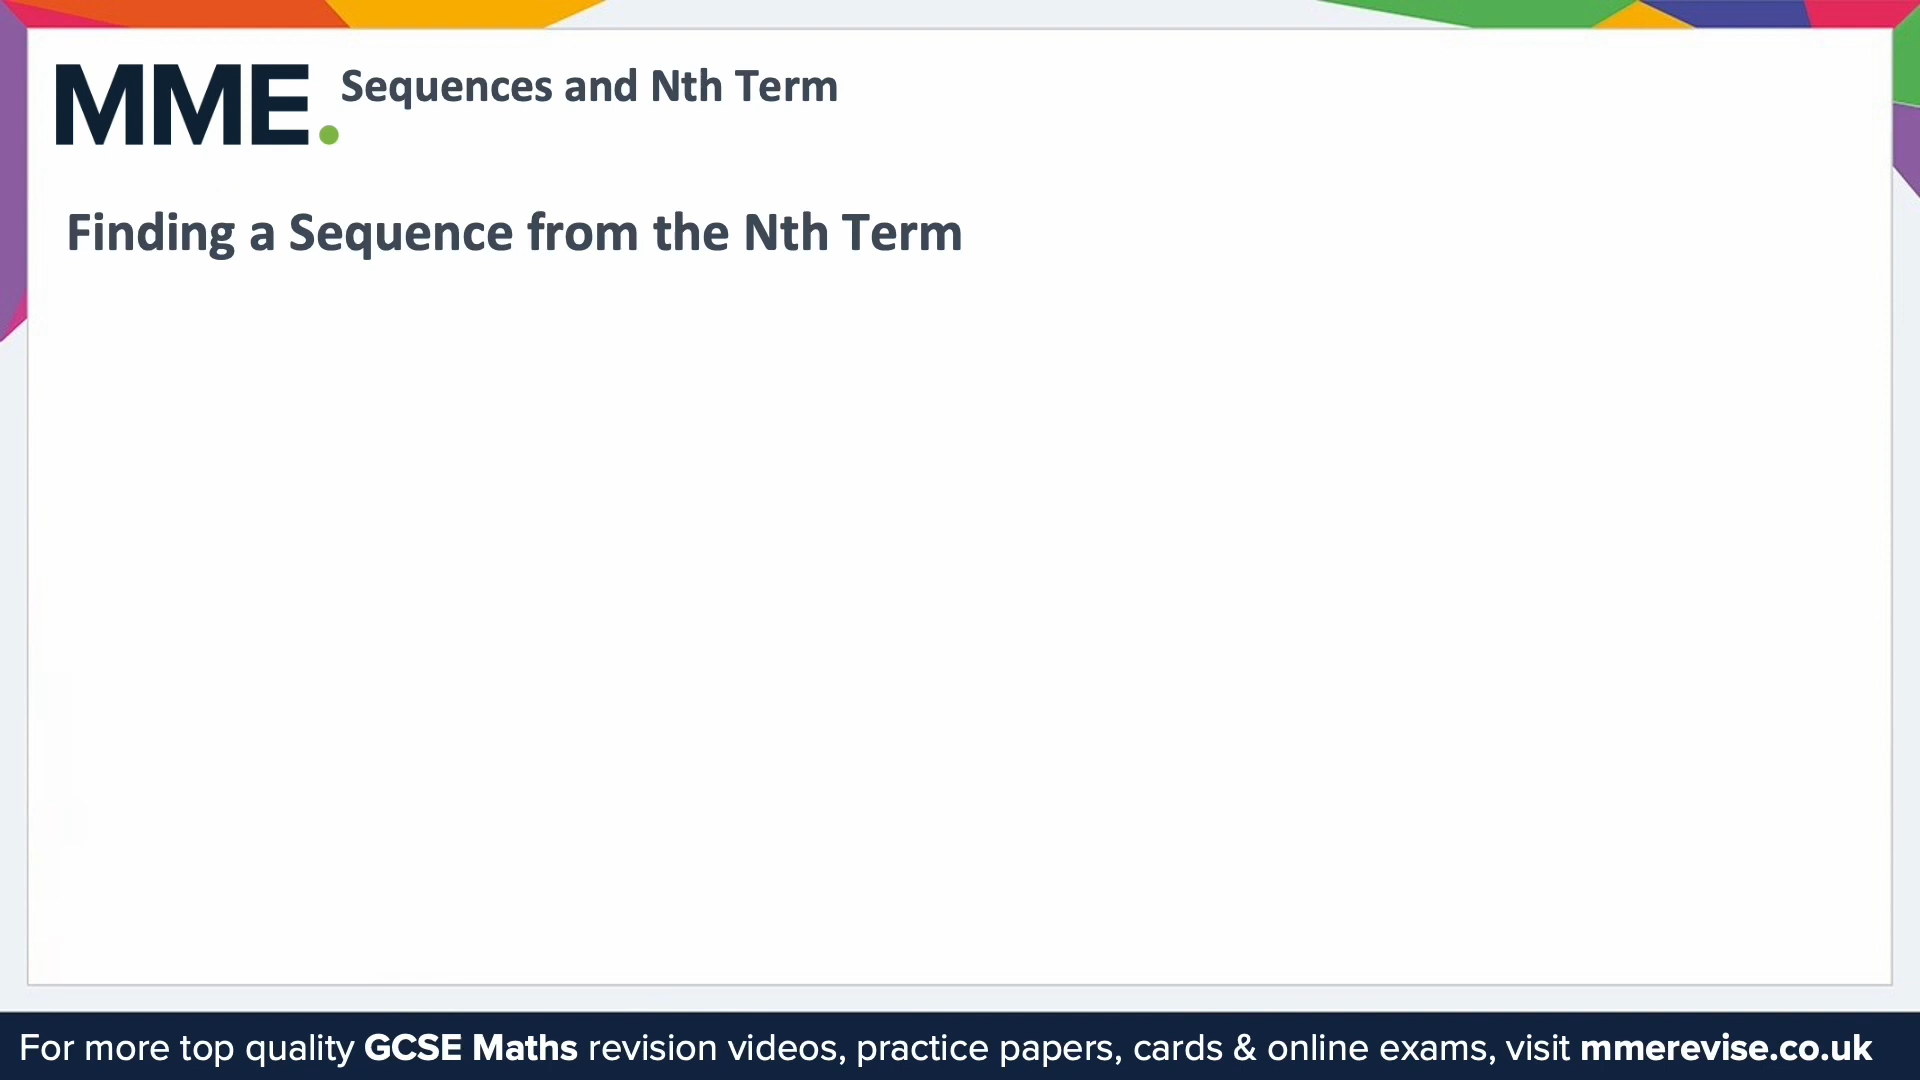 MME.
Sequences and Nth Term
Finding a Sequence from the Nth Term
For more top quality GCSE Maths revision videos, practice papers, cards & online exams, visit mmerevise.co.uk